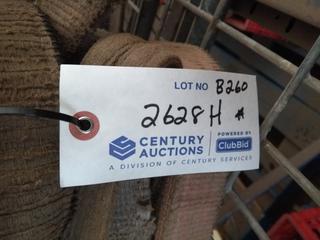 LOT NO B260
2628H *
CENTURY AUCTIONS
POWERED BY
ClubBid
A DIVISION OF CENTURY SERVICES